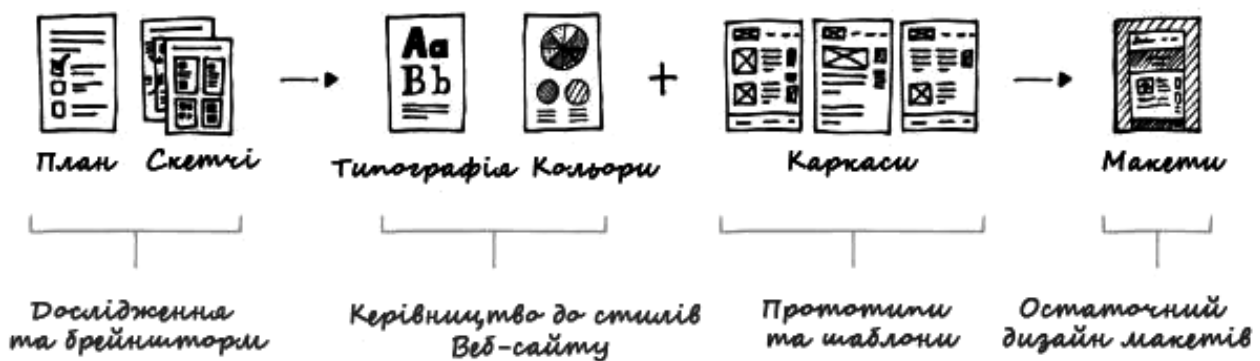 Aa
Bb
План Скетчі Типографія Кольори Каркаси Макети
Дослідження Керівництво до стилів Прототипи Остаточний
та брейншторм Веб-сайту та шаблони дизайн макетів